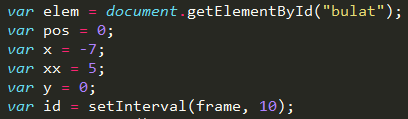 var elem = document.getElementById("bulat");
var pos = 0;
var x = -7;
var xx = 5;
var y = 0;
var id = setInterval(frame, 10);